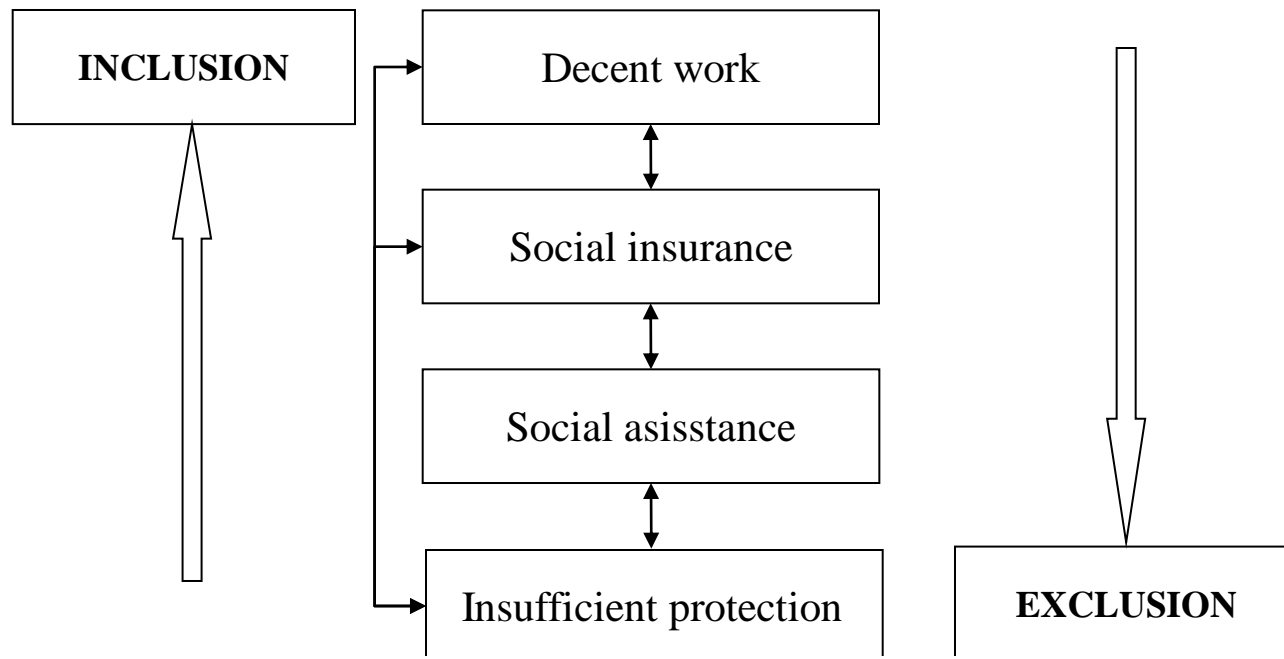 INCLUSION
Decent work
Social insurance
Social asisstance
Insufficient protection
EXCLUSION